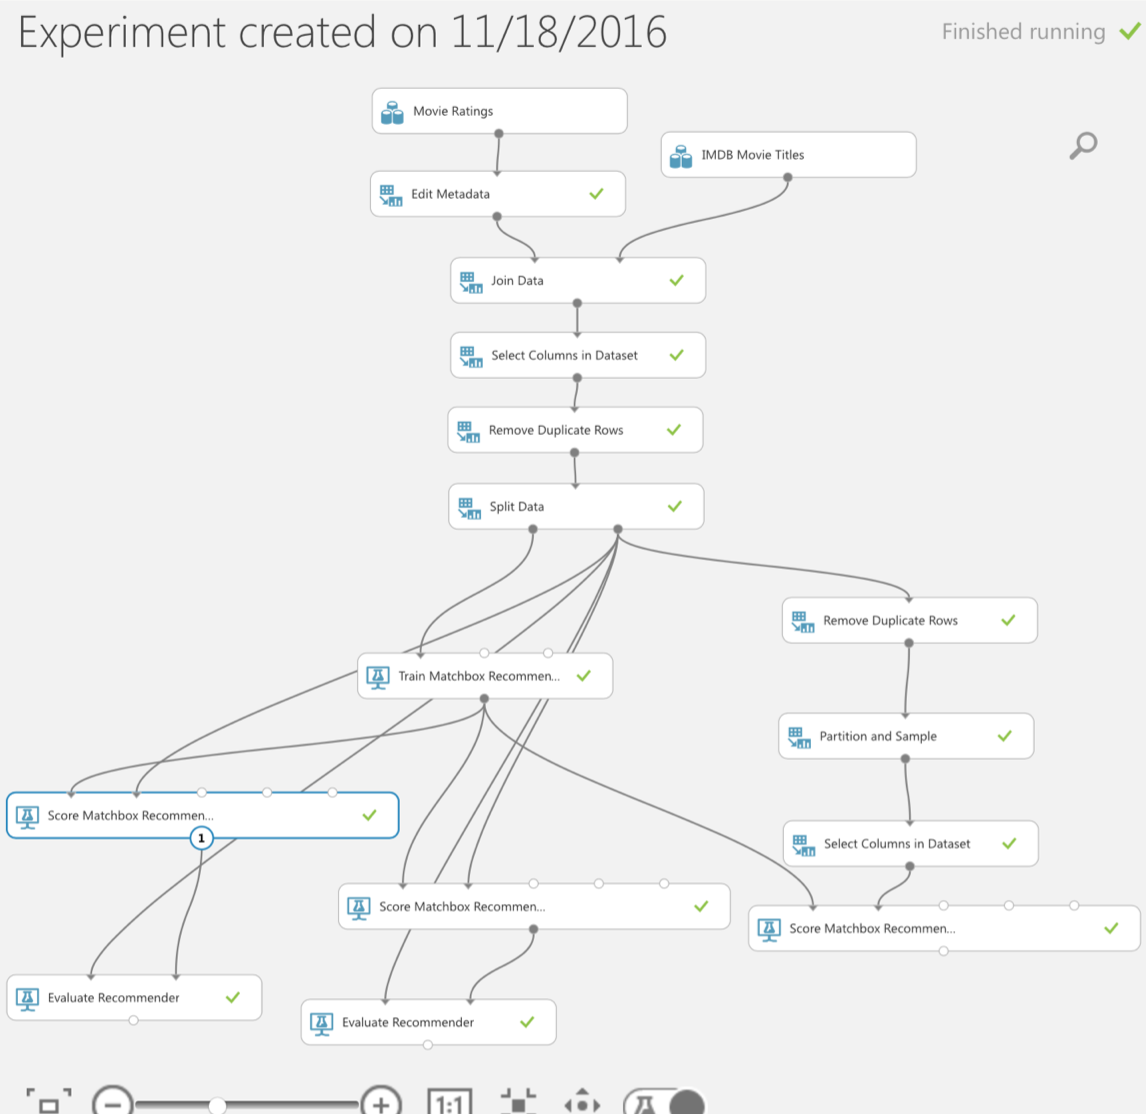 Experiment created on 11/18/2016
Finished running
Movie Ratings
IMDB Movie Titles
Edit Metadata
Join Data
Select Columns in Dataset
Remove Duplicate Rows
Split Data
Remove Duplicate Rows
Train Matchbox Recommen...
Partition and Sample
Score Matchbox Recommen...
1
Select Columns in Dataset
Score Matchbox Recommen...
Score Matchbox Recommen...
Evaluate Recommender
Evaluate Recommender
1:1